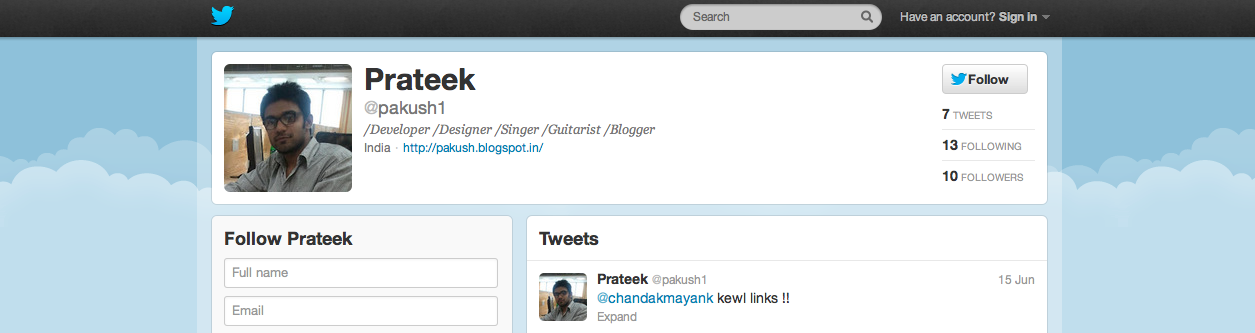 Search
Have an account? Sign in
Prateek
@pakush1
/Developer /Designer /Singer /Guitarist /Blogger
India · http://pakush.blogspot.in/
Follow
7 TWEETS
13 FOLLOWING
10 FOLLOWERS
Follow Prateek
Full name
Email
Tweets
Prateek @pakush1 15 Jun
@chandakmayank kewl links !!
Expand